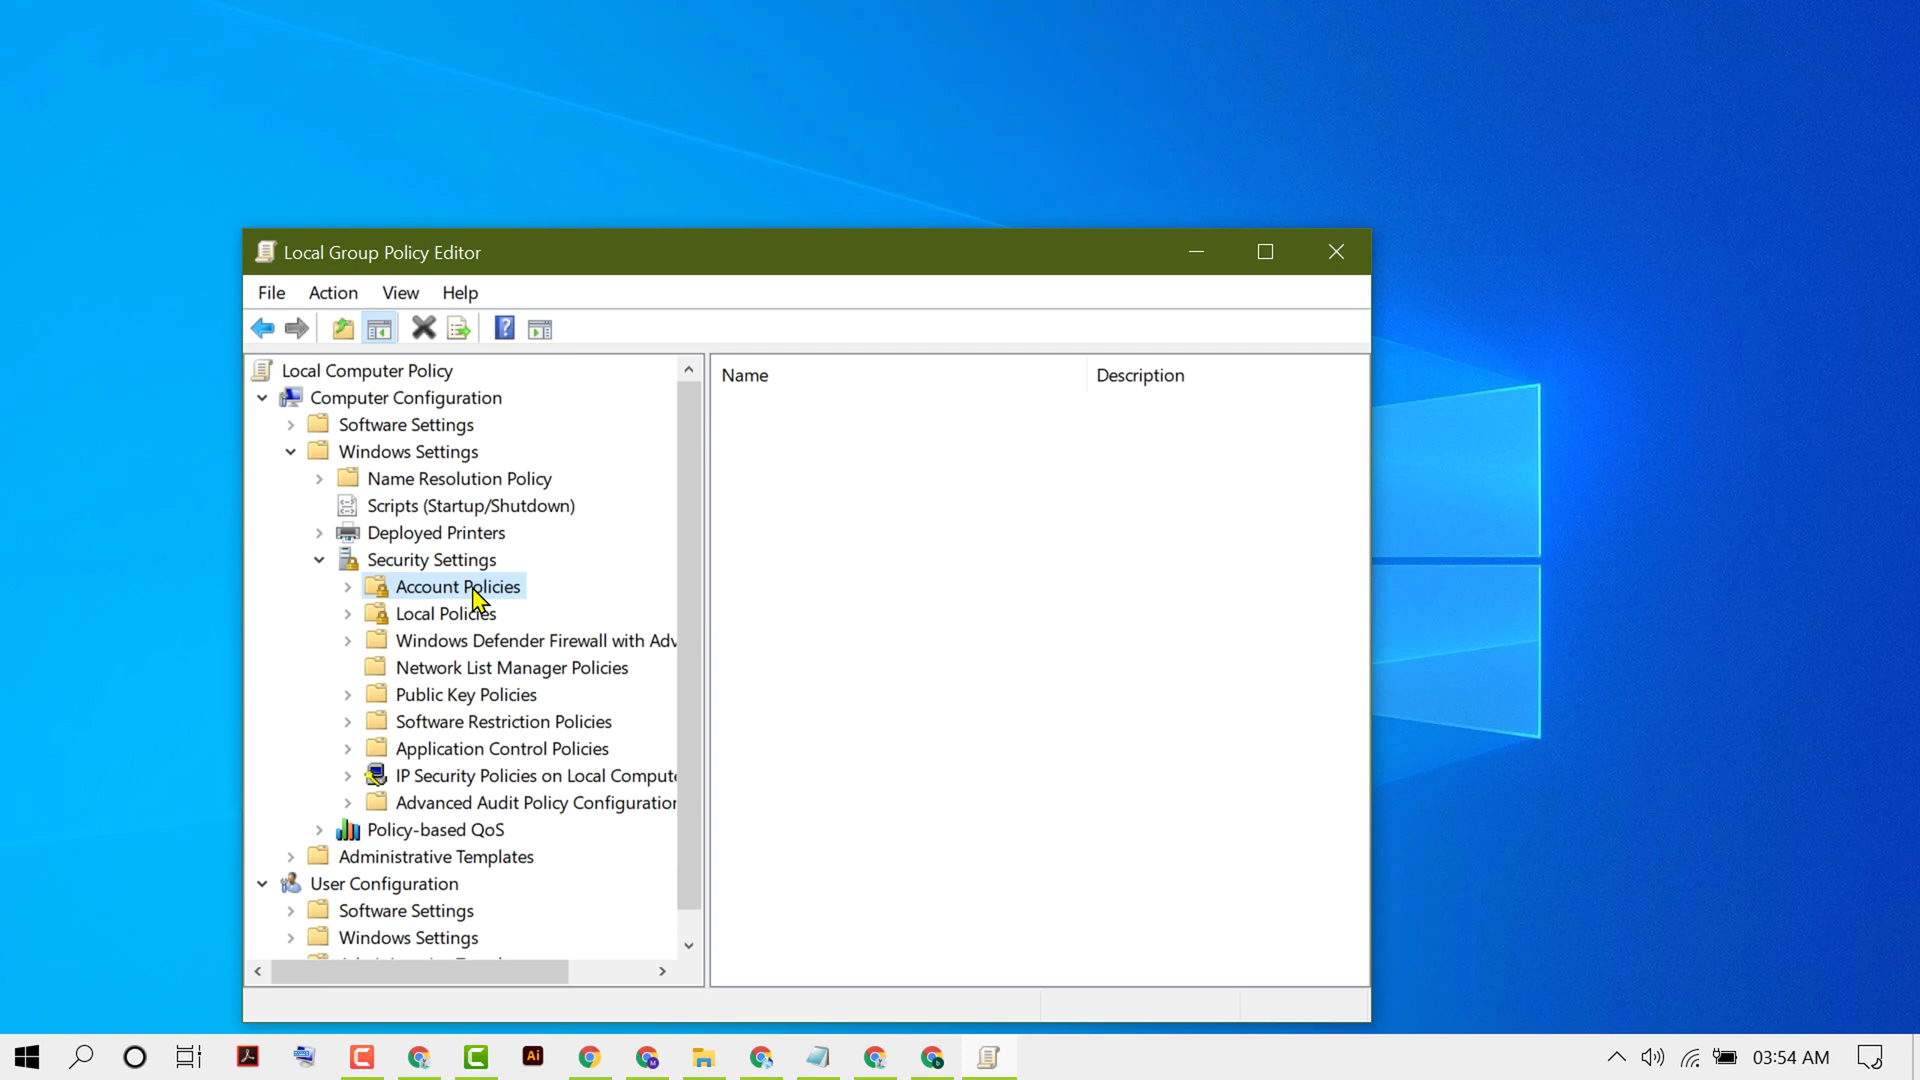 Local Group Policy Editor
File Action View Help
Local Computer Policy
Computer Configuration
Software Settings
Windows Settings
Name Resolution Policy
Scripts (Startup/Shutdown)
Deployed Printers
Security Settings
Account Policies
Local Policies
Windows Defender Firewall with Adv
Network List Manager Policies
Public Key Policies
Software Restriction Policies
Application Control Policies
IP Security Policies on Local Compute
Advanced Audit Policy Configuration
Policy-based QoS
Administrative Templates
User Configuration
Software Settings
Windows Settings
Name Description
Ai
03:54 AM